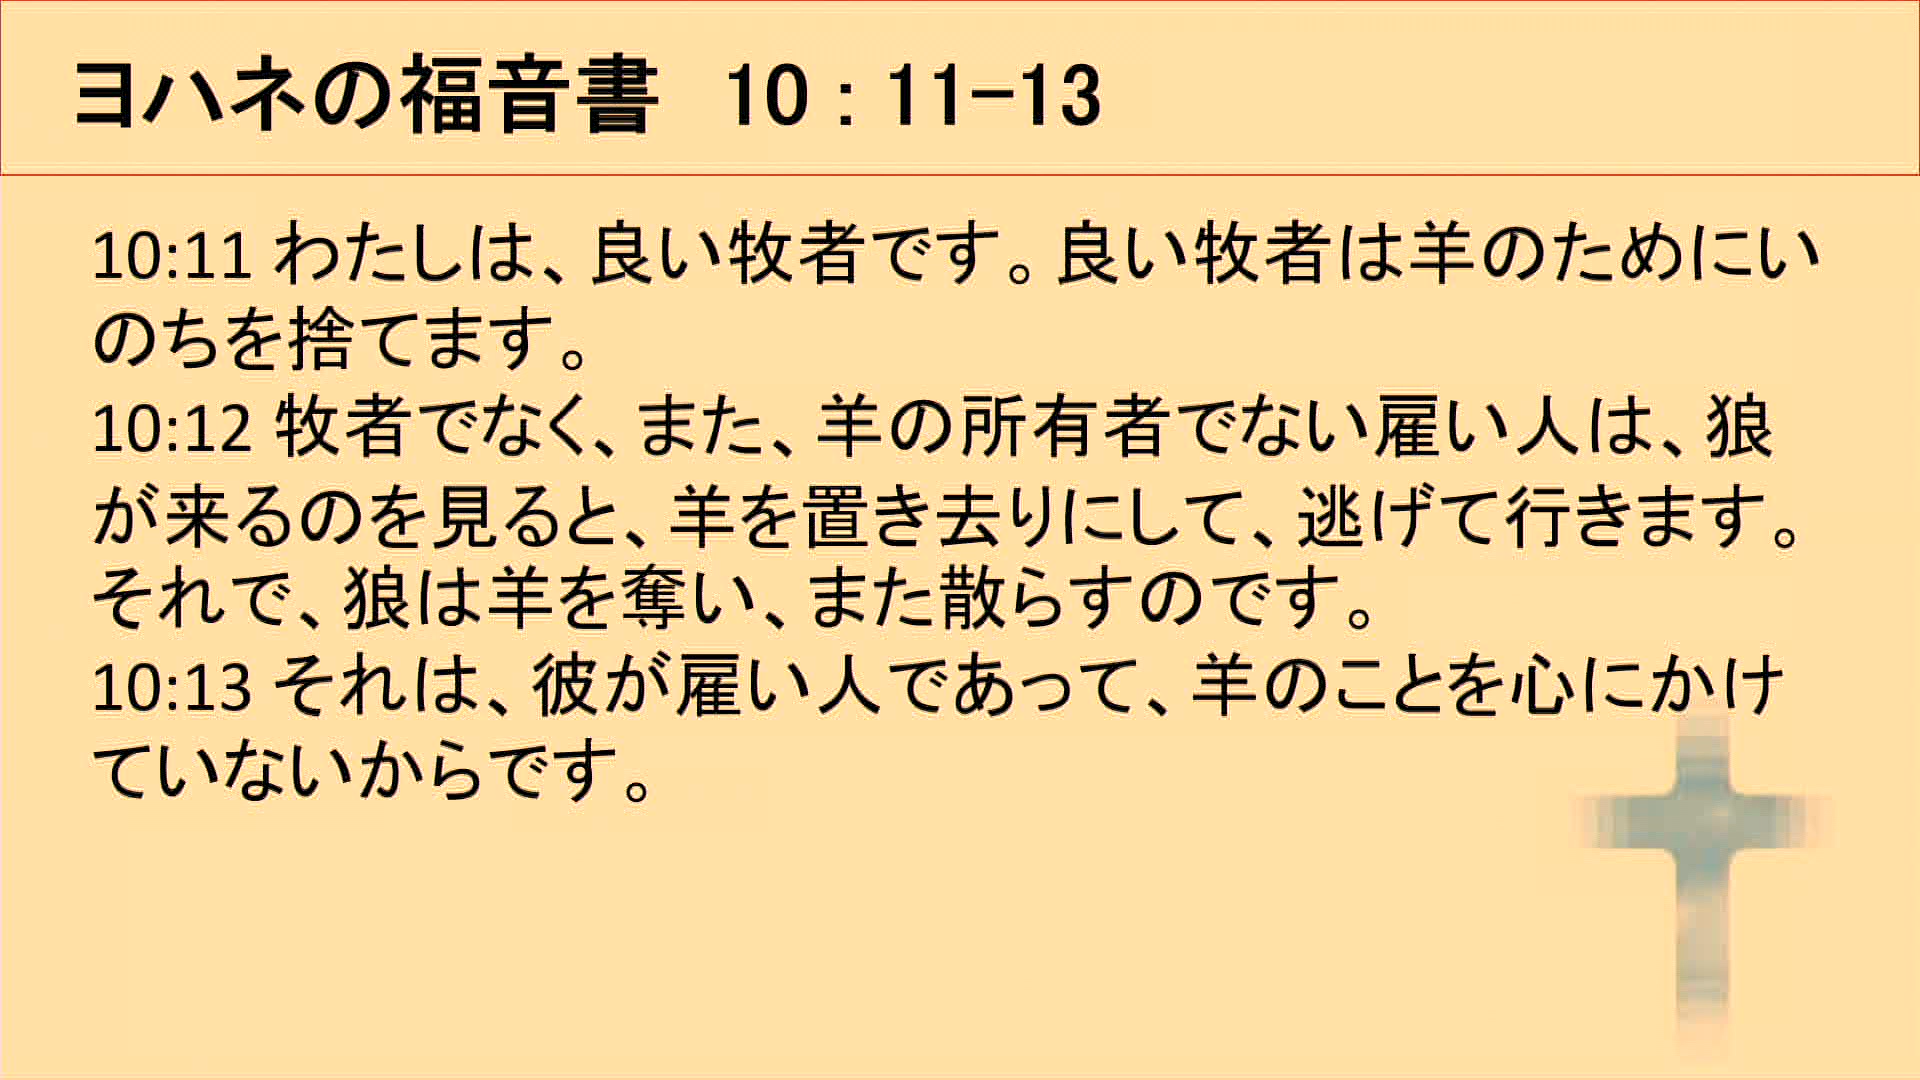 ヨハネの福音書　10：11−13
10:11 わたしは、良い牧者です。良い牧者は羊のためにい
のちを捨てます。
10:12 牧者でなく、また、羊の所有者でない雇い人は、狼
が来るのを見ると、羊を置き去りにして、逃げて行きます。
それで、狼は羊を奪い、また散らすのです。
10:13 それは、彼が雇い人であって、羊のことを心にかけ
ていないからです。